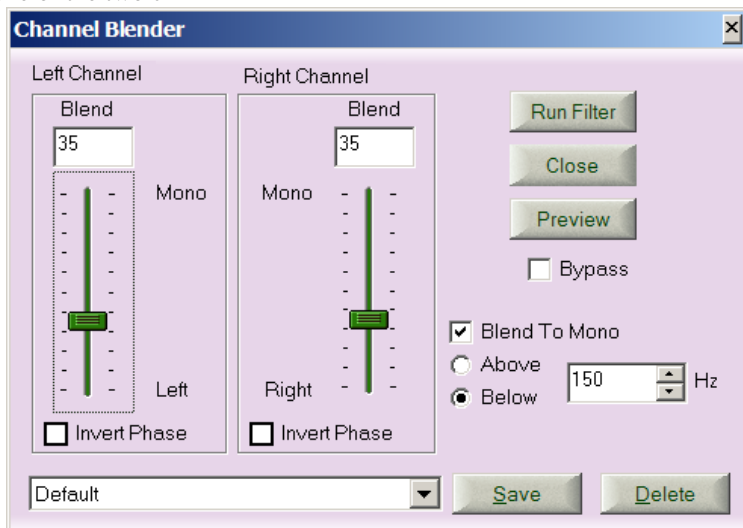 Channel Blender
Left Channel
Right Channel
Blend
Blend
35
35
Mono
Mono
Left
Right
Invert Phase
Invert Phase
Run Filter
Close
Preview
Bypass
Blend To Mono
Above
Below
150
Hz
Default
Save
Delete